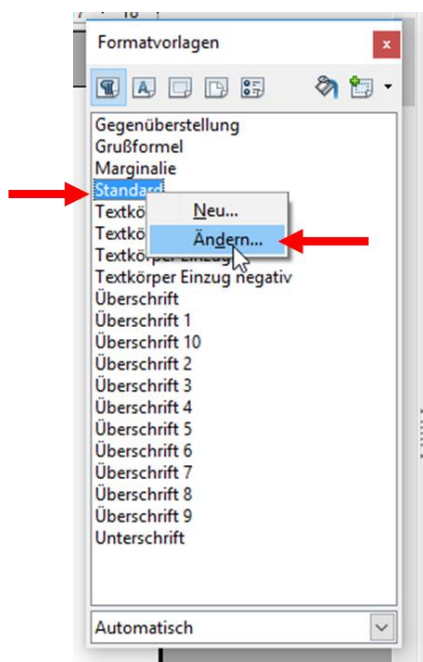 Formatvorlagen
x
Gegenüberstellung
Grußformel
Marginalie
Standard
Neu...
Ändern...
Textkörper Einzug negativ
Überschrift
Überschrift 1
Überschrift 10
Überschrift 2
Überschrift 3
Überschrift 4
Überschrift 5
Überschrift 6
Überschrift 7
Überschrift 8
Überschrift 9
Unterschrift
Automatisch